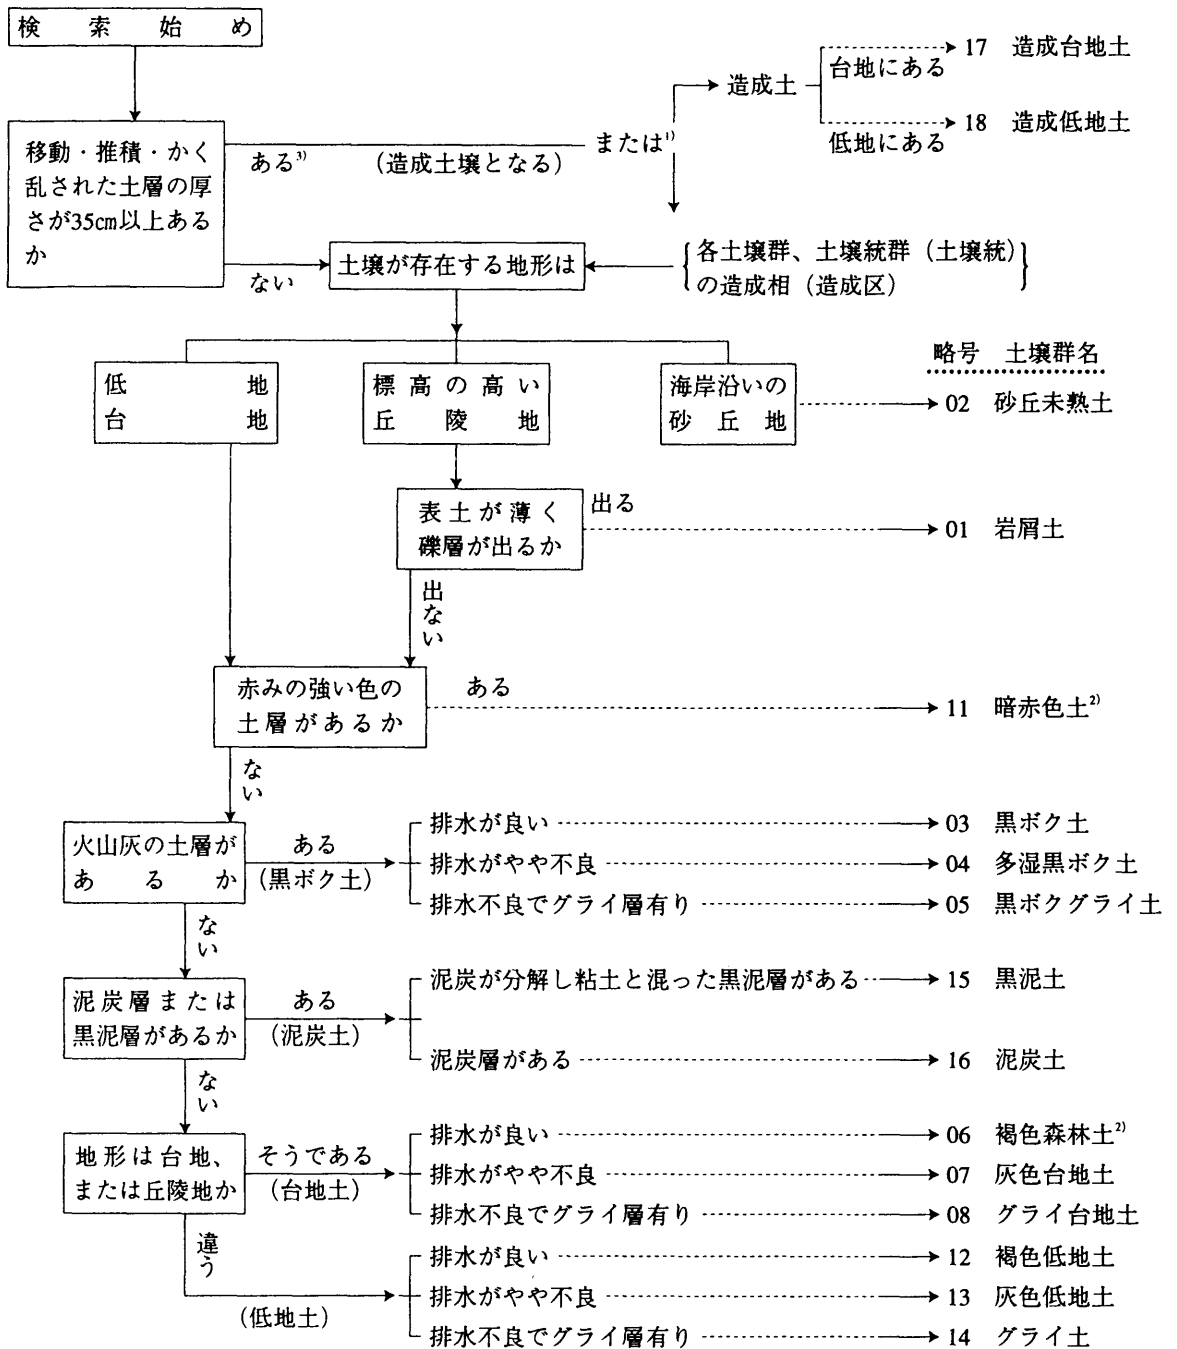 検索始め
17 造成台地土
台地にある
造成土
18 造成低地土
低地にある
または¹⁾
移動・推積・かく
乱された土層の厚
さが35㎝以上ある
か
ある³⁾ (造成土壌となる)
ない
土壌が存在する地形は
各土壌群、土壌統群(土壌統)
の造成相(造成区)
略号 土壌群名
低地
台地
標高の高い
丘陵地
海岸沿いの
砂丘地
02 砂丘未熟土
表土が薄く
礫層が出るか
出る
01 岩屑土
出ない
赤みの強い色の
土層があるか
ある
11 暗赤色土²⁾
ない
火山灰の土層が
あるか
ある
(黒ボク土)
排水が良い 03 黒ボク土
排水がやや不良 04 多湿黒ボク土
排水不良でグライ層有り 05 黒ボクグライ土
ない
泥炭層または
黒泥層があるか
ある
(泥炭土)
泥炭が分解し粘土と混った黒泥層がある 15 黒泥土
泥炭層がある 16 泥炭土
ない
地形は台地、
または丘陵地か
そうである
(台地土)
排水が良い 06 褐色森林土²⁾
排水がやや不良 07 灰色台地土
排水不良でグライ層有り 08 グライ台地土
違う
(低地土)
排水が良い 12 褐色低地土
排水がやや不良 13 灰色低地土
排水不良でグライ層有り 14 グライ土